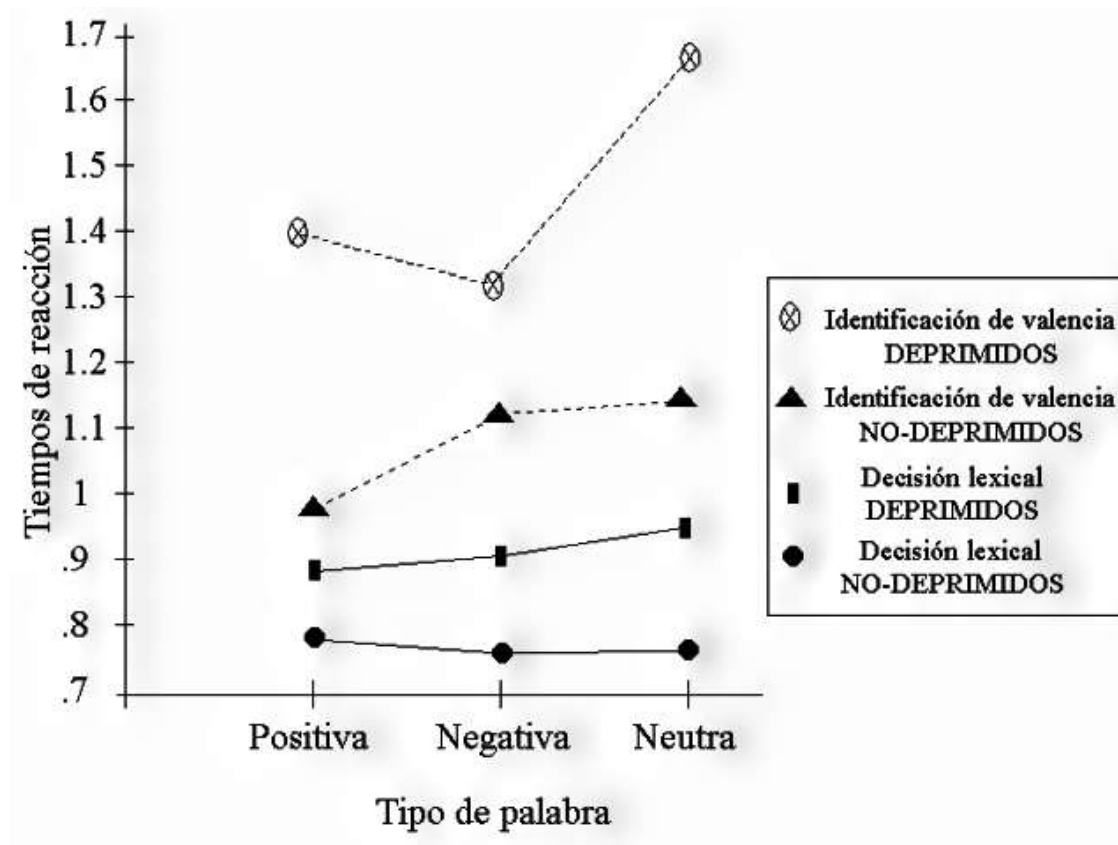 1.7
1.6
1.5
1.4
1.3
1.2
1.1
1
.9
.8
.7
Tiempos de reacción
Positiva
Negativa
Neutra
Tipo de palabra
Identificación de valencia
DEPRIMIDOS
Identificación de valencia
NO-DEPRIMIDOS
Decisión lexical
DEPRIMIDOS
Decisión lexical
NO-DEPRIMIDOS